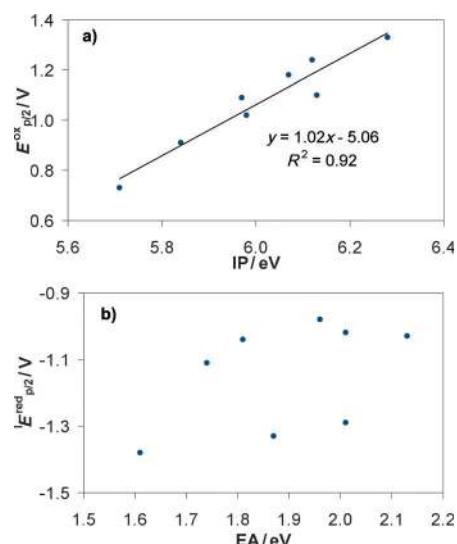 a)
1.4
1.2
1.0
0.8
0.6
E^ox_p/2 / V
y = 1.02x - 5.06
R² = 0.92
5.6 5.8 6.0 6.2 6.4
IP / eV
b)
-0.9
-1.1
-1.3
-1.5
^I E^red_p/2 / V
1.5 1.6 1.7 1.8 1.9 2.0 2.1 2.2
EA / eV